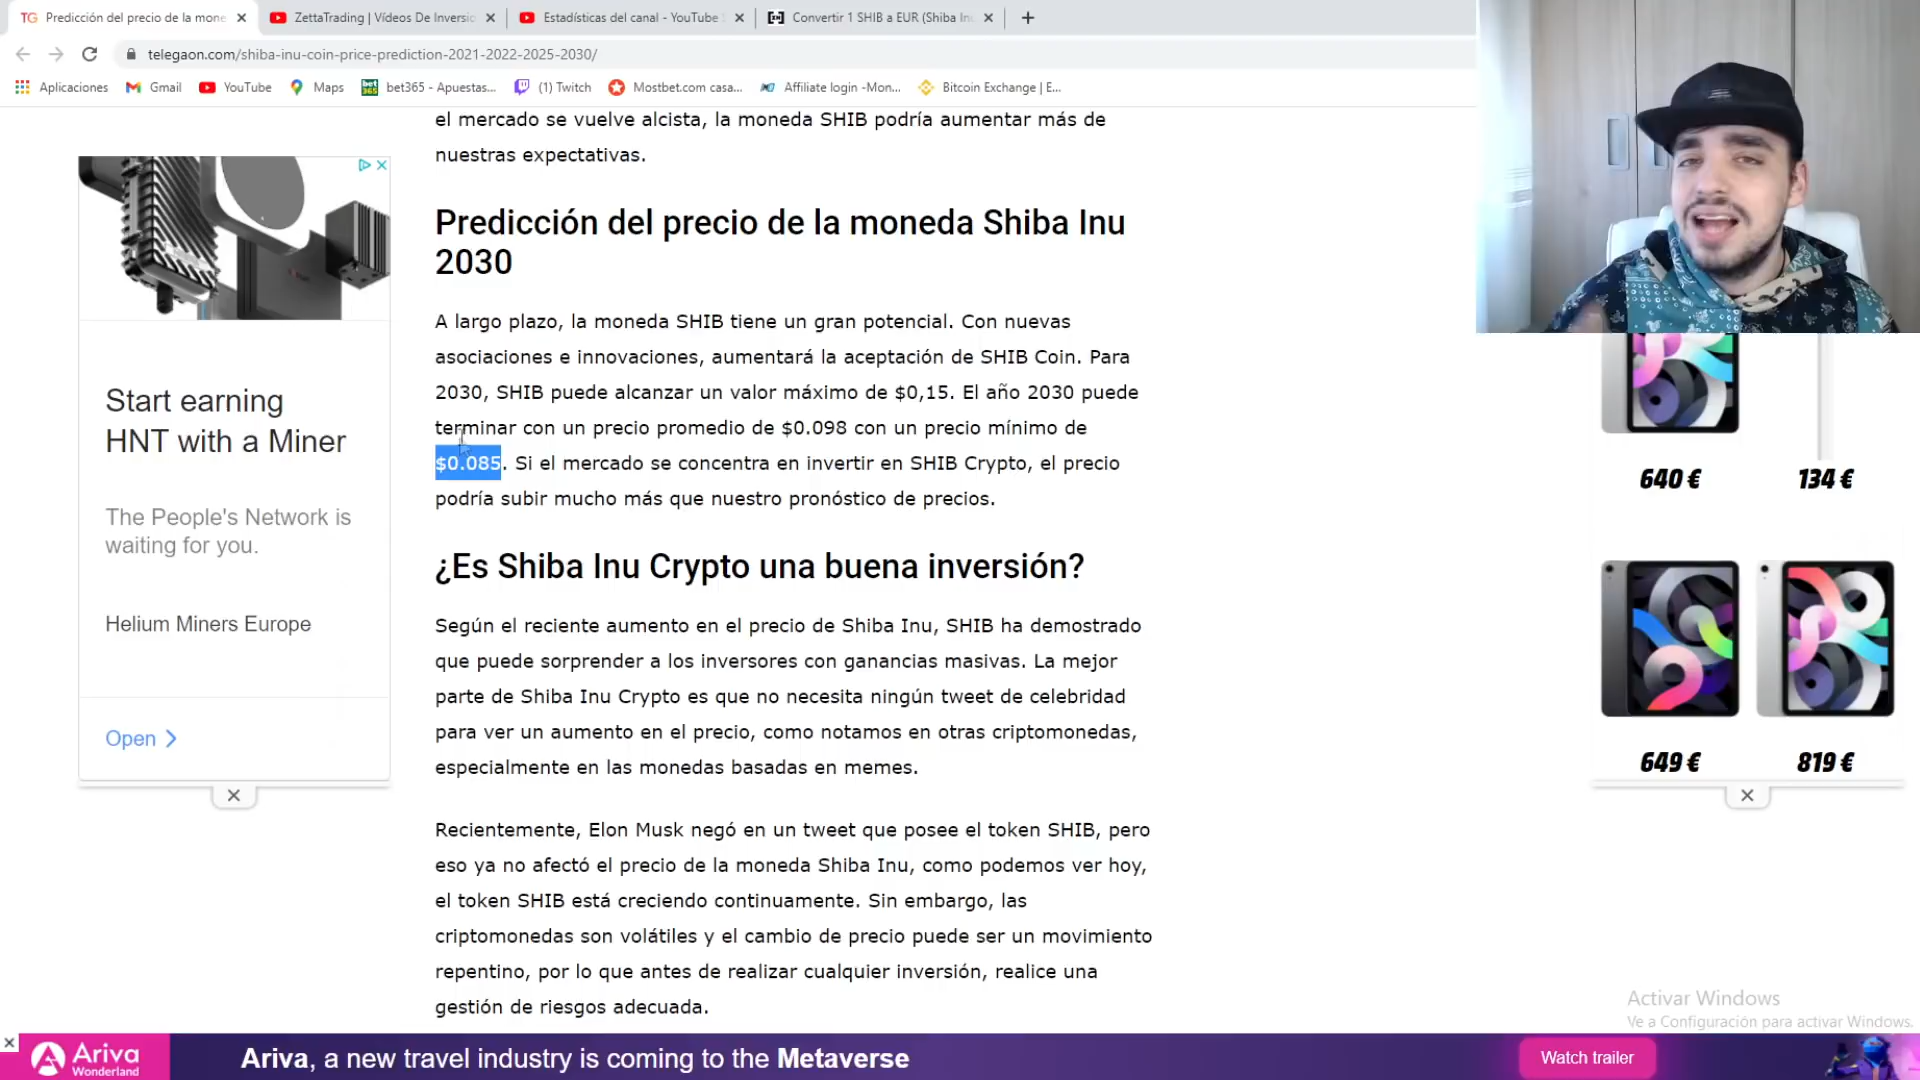 TG Predicción del precio de la mone
ZettaTrading | Vídeos De Inversió
Estadísticas del canal - YouTube
Convertir 1 SHIB a EUR (Shiba In
telegaon.com/shiba-inu-coin-price-prediction-2021-2022-2025-2030/
Aplicaciones
Gmail
YouTube
Maps
bet365
bet365 - Apuestas...
(1) Twitch
Mostbet.com casa...
Affiliate login -Mon...
Bitcoin Exchange | E...
el mercado se vuelve alcista, la moneda SHIB podría aumentar más de
nuestras expectativas.
Predicción del precio de la moneda Shiba Inu
2030
A largo plazo, la moneda SHIB tiene un gran potencial. Con nuevas
asociaciones e innovaciones, aumentará la aceptación de SHIB Coin. Para
2030, SHIB puede alcanzar un valor máximo de $0,15. El año 2030 puede
terminar con un precio promedio de $0.098 con un precio mínimo de
$0.085. Si el mercado se concentra en invertir en SHIB Crypto, el precio
podría subir mucho más que nuestro pronóstico de precios.
¿Es Shiba Inu Crypto una buena inversión?
Según el reciente aumento en el precio de Shiba Inu, SHIB ha demostrado
que puede sorprender a los inversores con ganancias masivas. La mejor
parte de Shiba Inu Crypto es que no necesita ningún tweet de celebridad
para ver un aumento en el precio, como notamos en otras criptomonedas,
especialmente en las monedas basadas en memes.
Recientemente, Elon Musk negó en un tweet que posee el token SHIB, pero
eso ya no afectó el precio de la moneda Shiba Inu, como podemos ver hoy,
el token SHIB está creciendo continuamente. Sin embargo, las
criptomonedas son volátiles y el cambio de precio puede ser un movimiento
repentino, por lo que antes de realizar cualquier inversión, realice una
gestión de riesgos adecuada.
Start earning
HNT with a Miner
The People's Network is
waiting for you.
Helium Miners Europe
Open
640 €
134 €
649 €
819 €
Activar Windows
Ve a Configuración para activar Windows.
Ariva
Wonderland
Ariva, a new travel industry is coming to the Metaverse
Watch trailer